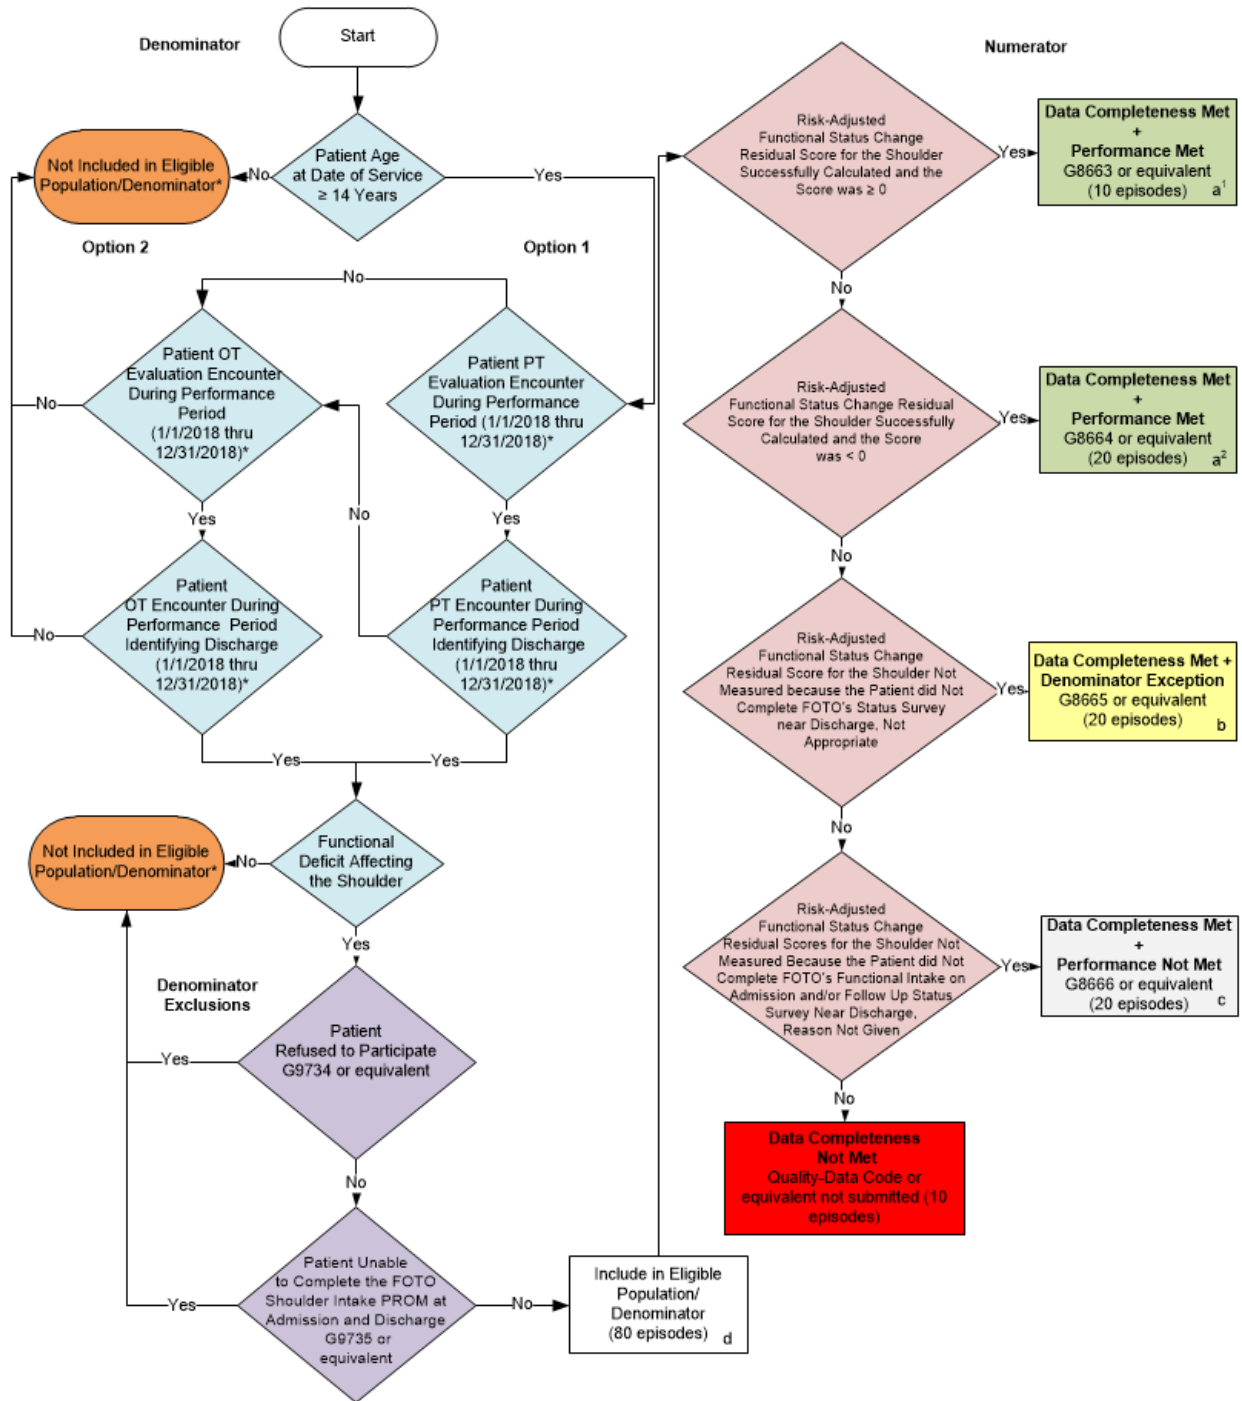 Denominator
Start
Numerator
Patient Age
at Date of Service
≥ 14 Years
No
Yes
Not Included in Eligible
Population/Denominator*
Option 2
Option 1
No
Patient OT
Evaluation Encounter
During Performance
Period
(1/1/2018 thru
12/31/2018)*
No
Yes
Patient PT
Evaluation Encounter
During Performance
Period (1/1/2018 thru
12/31/2018)*
Yes
No
Patient
OT Encounter During
Performance Period
Identifying Discharge
(1/1/2018 thru
12/31/2018)*
No
Yes
Patient
PT Encounter During
Performance Period
Identifying Discharge
(1/1/2018 thru
12/31/2018)*
Yes
Functional
Deficit Affecting
the Shoulder
No
Not Included in Eligible
Population/Denominator*
Yes
Denominator
Exclusions
Patient
Refused to Participate
G9734 or equivalent
Yes
No
Patient Unable
to Complete the FOTO
Shoulder Intake PROM at
Admission and Discharge
G9735 or
equivalent
Yes
No
Include in Eligible
Population/
Denominator
(80 episodes)
d
Risk-Adjusted
Functional Status Change
Residual Score for the Shoulder
Successfully Calculated and the
Score was ≥ 0
Yes
Data Completeness Met
+
Performance Met
G8663 or equivalent
(10 episodes)
a¹
No
Risk-Adjusted
Functional Status Change Residual
Score for the Shoulder Successfully
Calculated and the Score
was < 0
Yes
Data Completeness Met
+
Performance Met
G8664 or equivalent
(20 episodes)
a²
No
Risk-Adjusted
Functional Status Change
Residual Score for the Shoulder Not
Measured because the Patient did Not
Complete FOTO's Status Survey
near Discharge, Not
Appropriate
Yes
Data Completeness Met +
Denominator Exception
G8665 or equivalent
(20 episodes)
b
No
Risk-Adjusted
Functional Status Change
Residual Scores for the Shoulder Not
Measured Because the Patient did Not
Complete FOTO's Functional Intake on
Admission and/or Follow Up Status
Survey Near Discharge,
Reason Not Given
Yes
Data Completeness Met
+
Performance Not Met
G8666 or equivalent
(20 episodes)
c
No
Data Completeness
Not Met
Quality-Data Code or
equivalent not submitted (10
episodes)